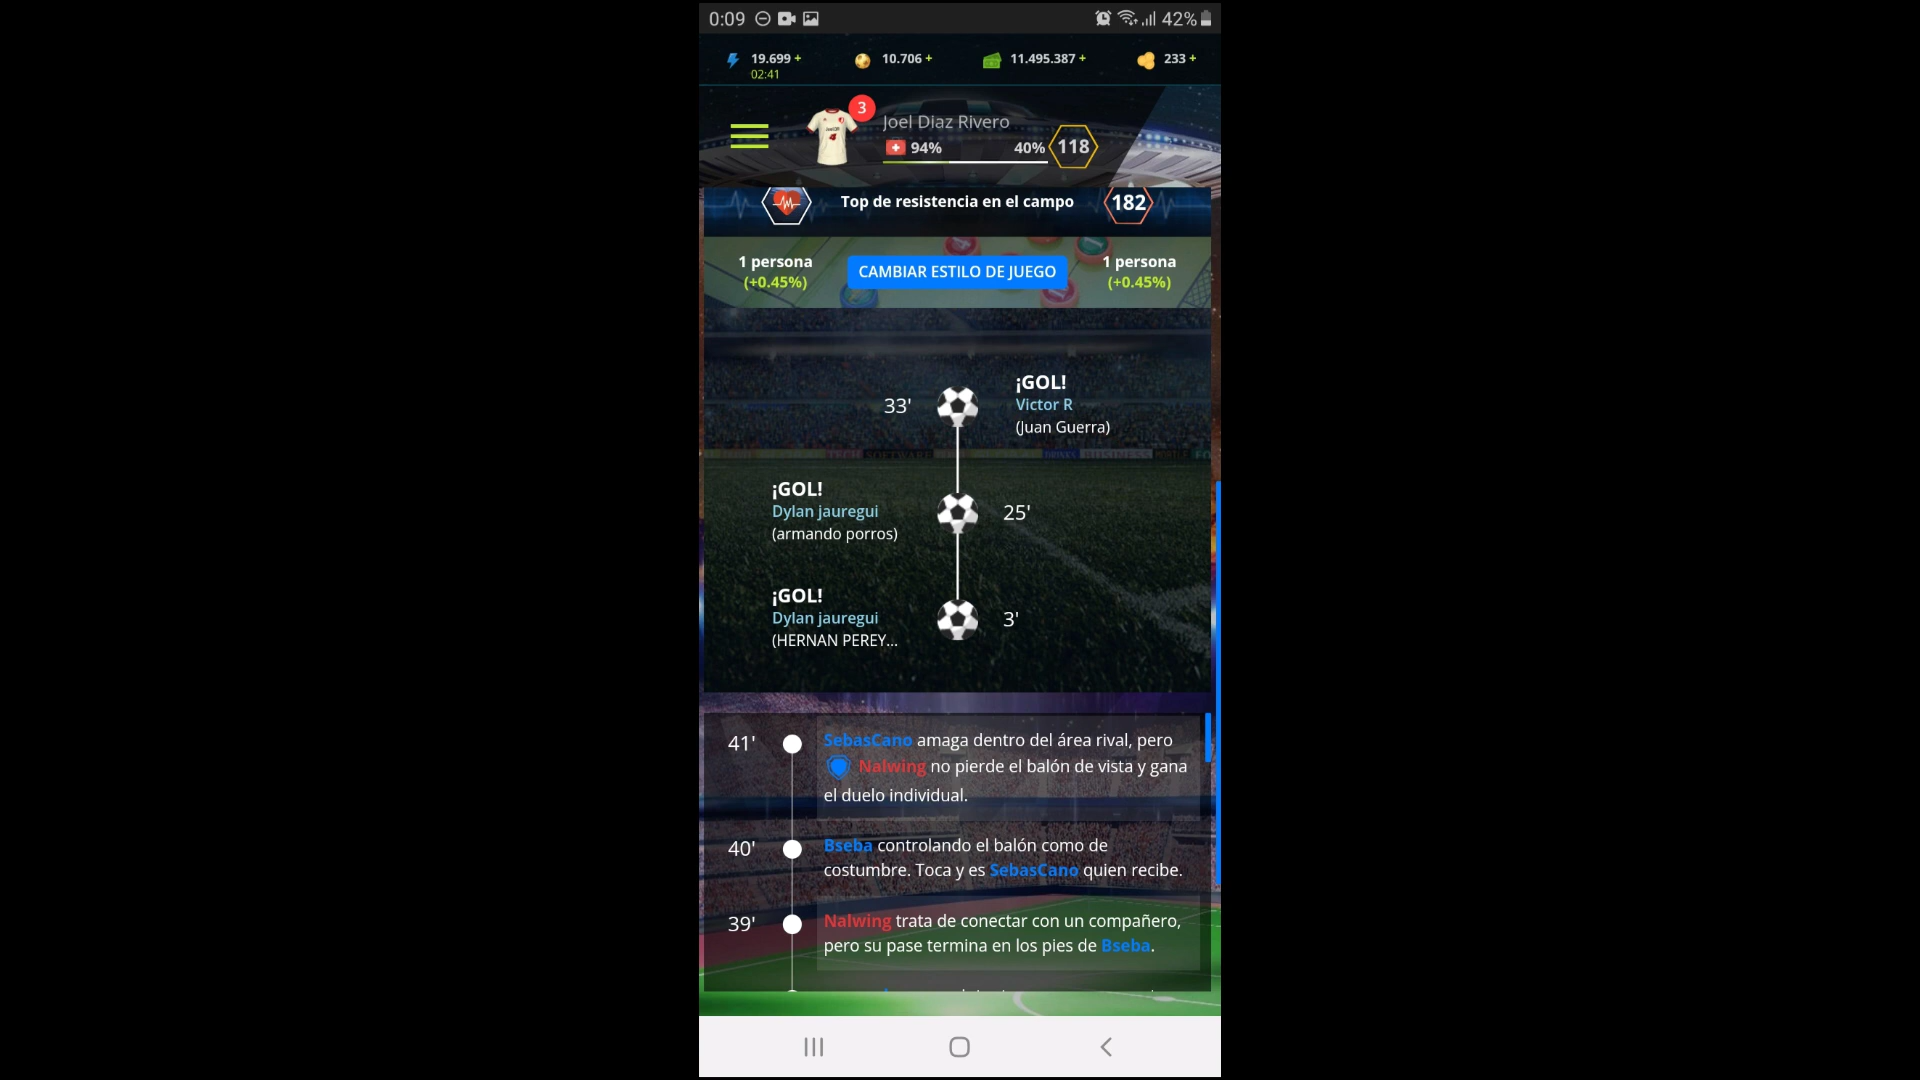 0:09 42%
19.699 + 10.706 + 11.495.387 + 233 +
02:41
3
Joel Diaz Rivero
94% 40% 118
Top de resistencia en el campo 182
1 persona CAMBIAR ESTILO DE JUEGO 1 persona
(+0.45%) (+0.45%)
¡GOL!
33' Victor R
(Juan Guerra)
TECH SOFTWARE DRINKS BUSINESS
¡GOL!
Dylan jauregui 25'
(armando porros)
¡GOL!
Dylan jauregui 3'
(HERNAN PEREY...
41' SebasCano amaga dentro del área rival, pero
Nalwing no pierde el balón de vista y gana
el duelo individual.
40' Bseba controlando el balón como de
costumbre. Toca y es SebasCano quien recibe.
39' Nalwing trata de conectar con un compañero,
pero su pase termina en los pies de Bseba.